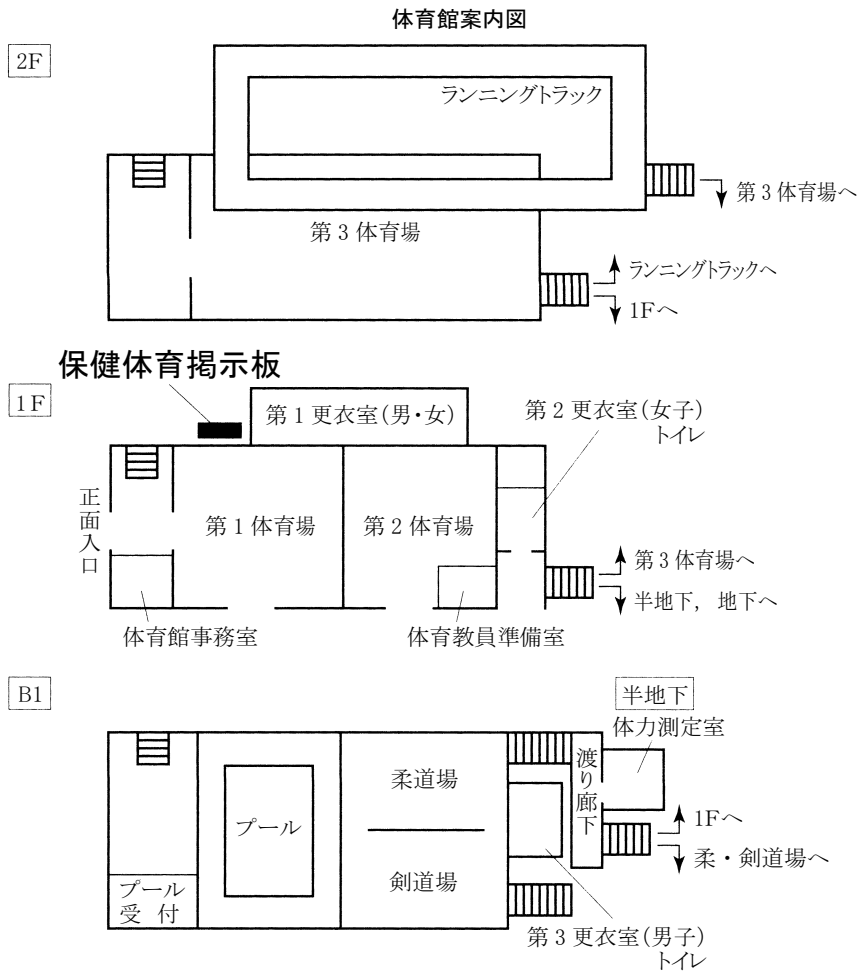 体育館案内図
2F
ランニングトラック
第3体育場へ
第3体育場
ランニングトラックへ
1Fへ
保健体育掲示板
1F
第1更衣室(男・女)
第2更衣室(女子)
トイレ
正面入口
第1体育場
第2体育場
第3体育場へ
半地下,地下へ
体育館事務室
体育教員準備室
B1
半地下
体力測定室
渡り廊下
柔道場
プール
1Fへ
柔・剣道場へ
剣道場
プール
受付
第3更衣室(男子)
トイレ